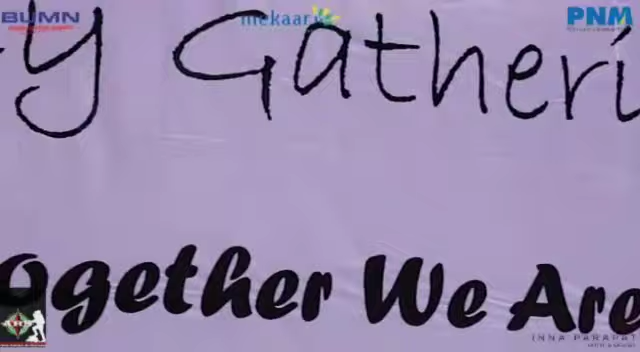 BUMN
mekaar
PNM
y Gatheri
ogether We Are
INNA PARAPAT